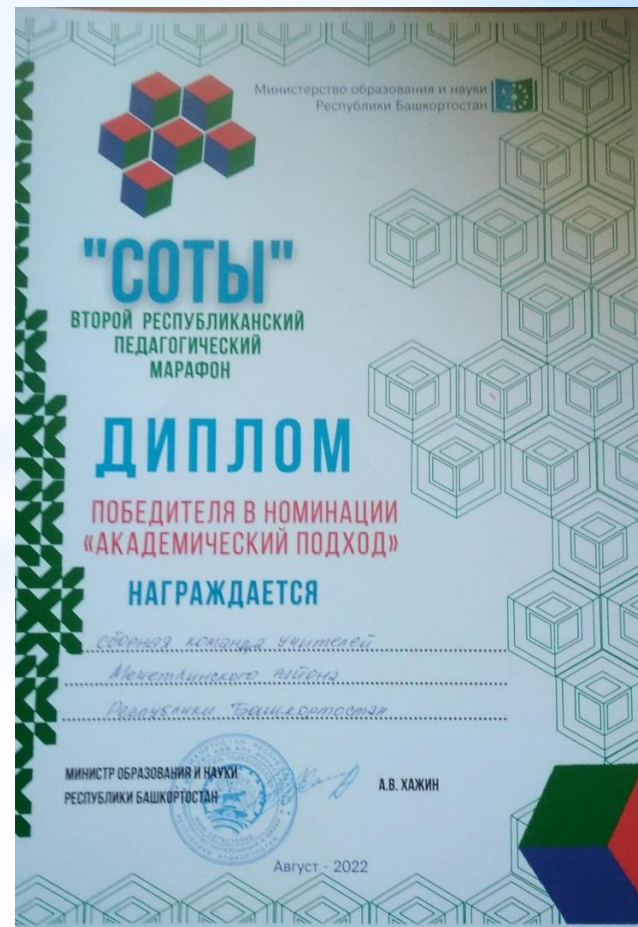 Министерство образования и науки
Республики Башкортостан
"СОТЫ"
ВТОРОЙ РЕСПУБЛИКАНСКИЙ
ПЕДАГОГИЧЕСКИЙ
МАРАФОН
ДИПЛОМ
ПОБЕДИТЕЛЯ В НОМИНАЦИИ
«АКАДЕМИЧЕСКИЙ ПОДХОД»
НАГРАЖДАЕТСЯ
сборная команда учителей
Мечетлинского района
Республики Башкортостан
МИНИСТР ОБРАЗОВАНИЯ И НАУКИ
РЕСПУБЛИКИ БАШКОРТОСТАН
А.В. ХАЖИН
Август - 2022